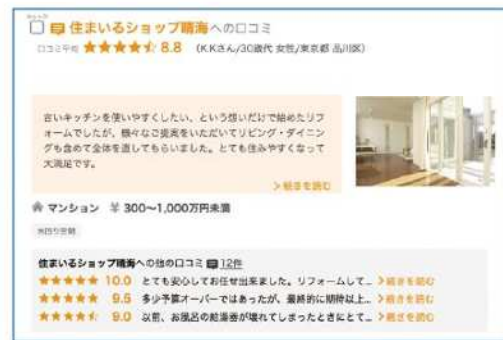 住まいるショップ晴海への口コミ
口コミ平均 8.8 (K.Kさん/30歳代 女性/東京都 品川区)
古いキッチンを使いやすくしたい、という想いだけで始めたリフ
ォームでしたが、様々なご提案をいただいてリビング・ダイニン
グも含めて全体を直してもらいました。とても住みやすくなって
大満足です。
>続きを読む
マンション ¥ 300~1,000万円未満
水回り空間
住まいるショップ晴海への他の口コミ 12件
★★★★★ 10.0 とても安心してお任せ出来ました。リフォームして... >続きを読む
★★★★★ 9.5 多少予算オーバーではあったが、最終的に期待以上... >続きを読む
9.0 以前、お風呂の給湯器が壊れてしまったときにとて... >続きを読む